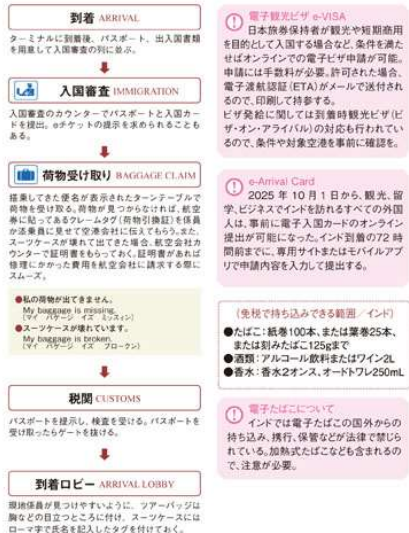 到着 ARRIVAL
ターミナルに到着後、パスポート、出入国書類
を用意して入国審査の列に並ぶ。
入国審査 IMMIGRATION
入国審査のカウンターでパスポートと入国カー
ドを提出。eチケットの提示を求められることも
ある。
荷物受け取り BAGGAGE CLAIM
搭乗してきた便名が表示されたターンテーブルで
荷物を受け取る。荷物が見つからなければ、航空
券に貼ってあるクレームタグ(荷物引換証)を係員
か添乗員に見せて空港会社に伝えてもらう。また、
スーツケースが壊れて出てきた場合、航空会社カ
ウンターで証明書をもらっておく。証明書があれば
修理にかかった費用を航空会社に請求する際に
スムーズ。
●私の荷物が出てきません。
My baggage is missing.
(マイ バゲージ イズ ミッスィン)
●スーツケースが壊れています。
My baggage is broken.
(マイ バゲージ イズ ブロークン)
税関 CUSTOMS
パスポートを提示し、検査を受ける。パスポートを
受け取ったらゲートを抜ける。
到着ロビー ARRIVAL LOBBY
現地係員が見つけやすいように、ツアーバッジは
胸などの目立つところに付け、スーツケースには
ローマ字で氏名を記入したタグを付けておく。
電子観光ビザ e-VISA
日本旅券保持者が観光や短期商用
を目的として入国する場合など、条件を満た
せばオンラインでの電子ビザ申請が可能。
申請には手数料が必要。許可された場合、
電子渡航認証(ETA)がメールで送付され
るので、印刷して持参する。
ビザ発給に関しては到着時観光ビザ(ビ
ザ・オン・アライバル)の対応も行われてい
るので、条件や対象空港を事前に確認を。
e-Arrival Card
2025 年 10 月 1 日から、観光、留
学、ビジネスでインドを訪れるすべての外国
人は、事前に電子入国カードのオンライン
提出が可能になった。インド到着の72 時
間前までに、専用サイトまたはモバイルアプ
リで申請内容を入力して提出する。
(免税で持ち込みできる範囲/インド)
●たばこ:紙巻100本、または葉巻25本、
または刻みたばこ125gまで
●酒類:アルコール飲料またはワイン2L
●香水:香水2オンス、オードトワレ250mL
電子たばこについて
インドでは電子たばこの国外からの
持ち込み、携行、保管などが法律で禁じら
れている。加熱式たばこなども含まれるの
で、注意が必要。